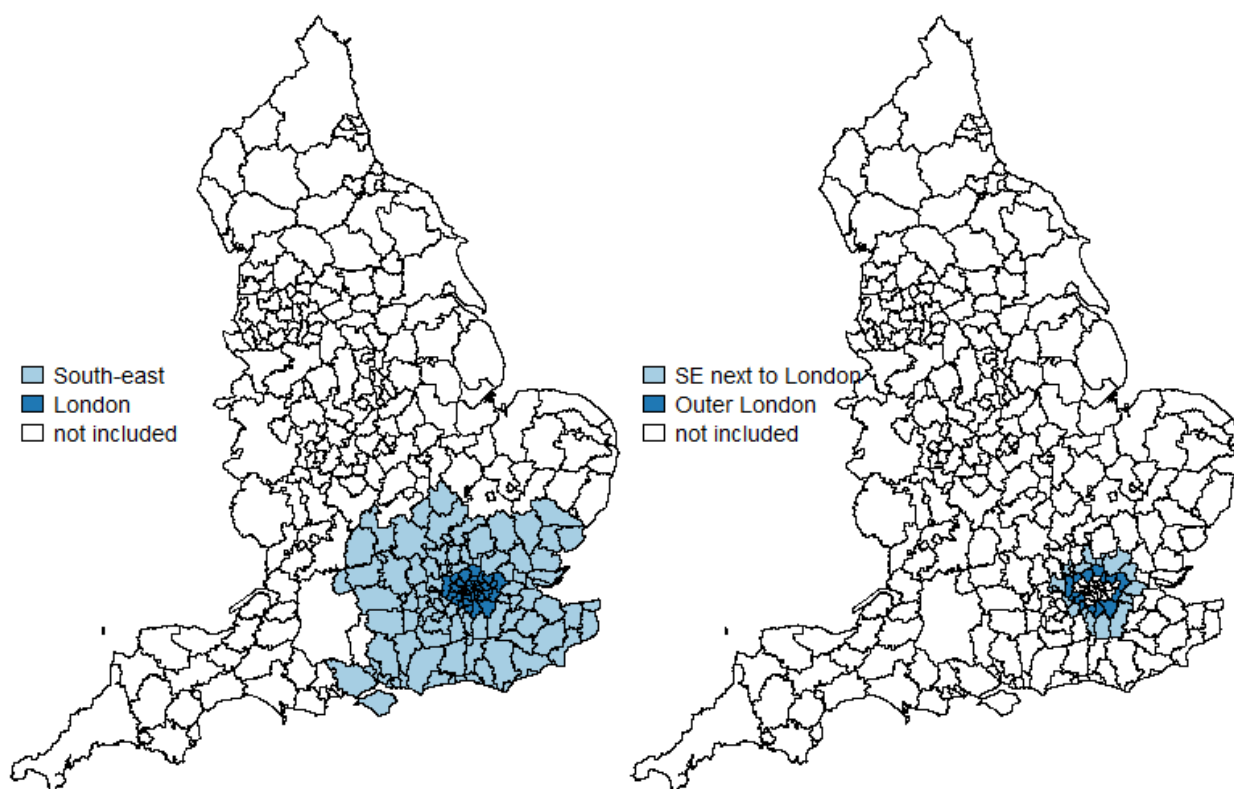 South-east
London
not included
SE next to London
Outer London
not included